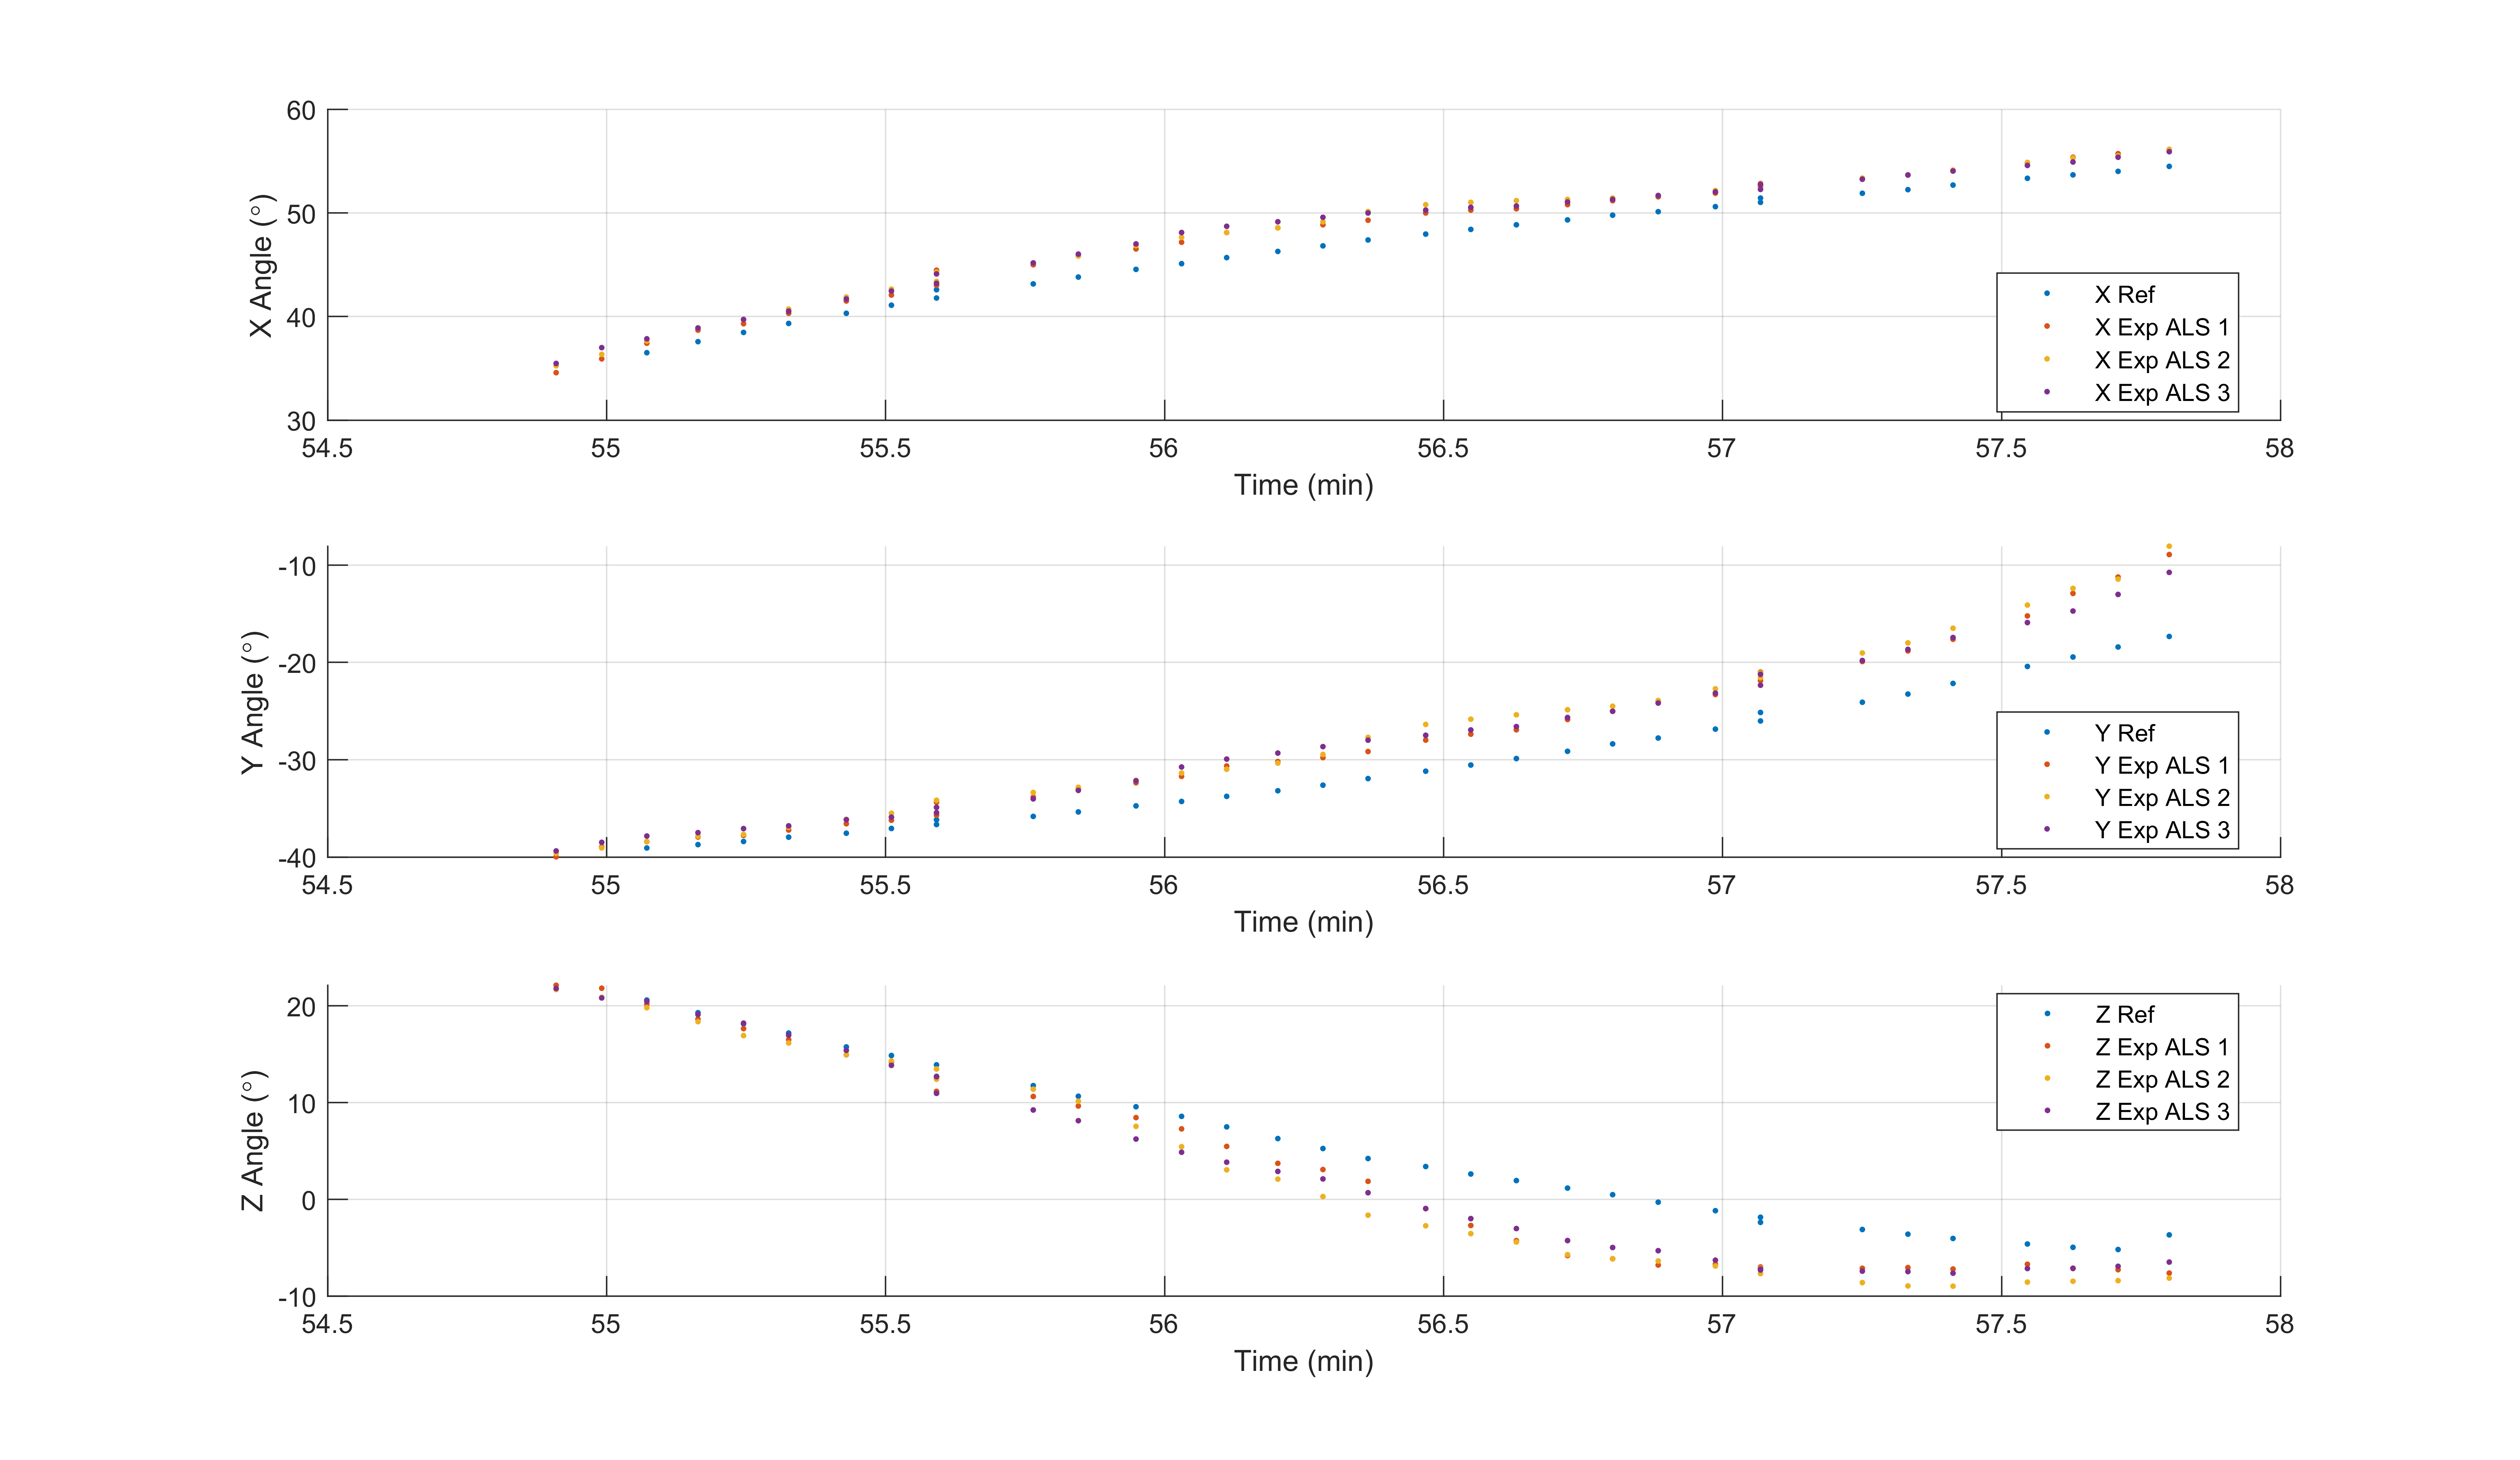 60
50
40
30
X Angle (°)
54.5 55 55.5 56 56.5 57 57.5 58
Time (min)
X Ref
X Exp ALS 1
X Exp ALS 2
X Exp ALS 3
-10
-20
-30
-40
Y Angle (°)
54.5 55 55.5 56 56.5 57 57.5 58
Time (min)
Y Ref
Y Exp ALS 1
Y Exp ALS 2
Y Exp ALS 3
20
10
0
-10
Z Angle (°)
54.5 55 55.5 56 56.5 57 57.5 58
Time (min)
Z Ref
Z Exp ALS 1
Z Exp ALS 2
Z Exp ALS 3